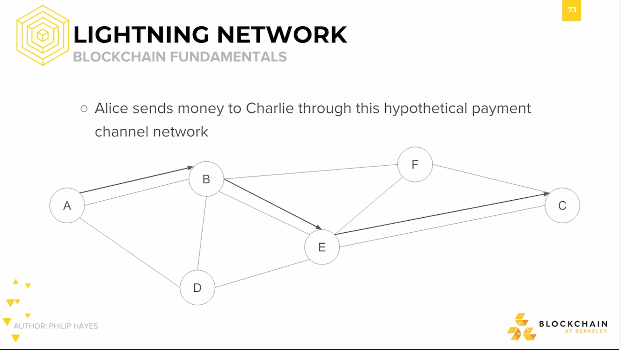 73
LIGHTNING NETWORK
BLOCKCHAIN FUNDAMENTALS
○ Alice sends money to Charlie through this hypothetical payment
channel network
F
B
A
C
E
D
AUTHOR: PHILIP HAYES
BLOCKCHAIN
AT BERKELEY